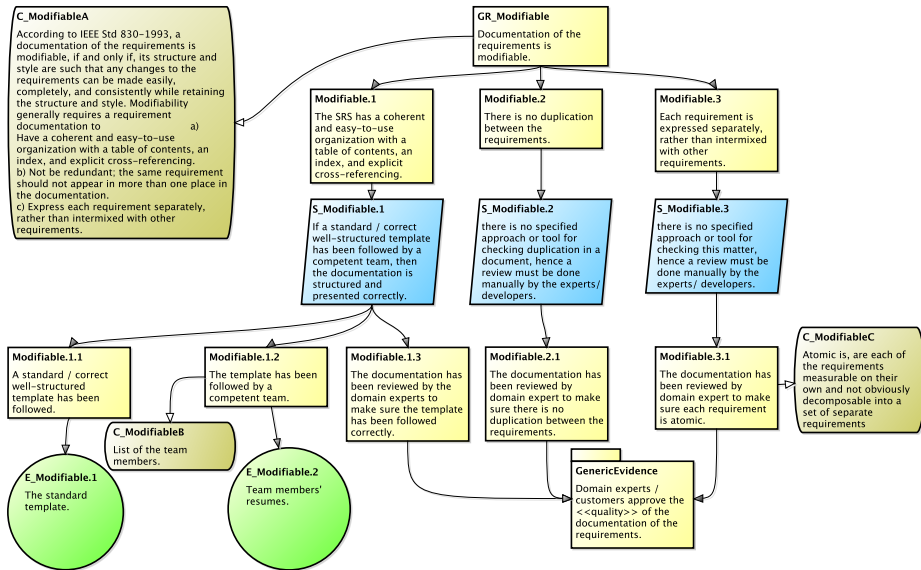 C_ModifiableA
According to IEEE Std 830-1993, a
documentation of the requirements is
modifiable, if and only if, its structure and
style are such that any changes to the
requirements can be made easily,
completely, and consistently while retaining
the structure and style. Modifiability
generally requires a requirement
documentation to a)
Have a coherent and easy-to-use
organization with a table of contents, an
index, and explicit cross-referencing.
b) Not be redundant; the same requirement
should not appear in more than one place in
the documentation.
c) Express each requirement separately,
rather than intermixed with other
requirements.
GR_Modifiable
Documentation of the
requirements is
modifiable.
Modifiable.1
The SRS has a coherent
and easy-to-use
organization with a
table of contents, an
index, and explicit
cross-referencing.
Modifiable.2
There is no duplication
between the
requirements.
Modifiable.3
Each requirement is
expressed separately,
rather than intermixed
with other
requirements.
S_Modifiable.1
If a standard / correct
well-structured template
has been followed by a
competent team, then
the documentation is
structured and
presented correctly.
S_Modifiable.2
there is no specified
approach or tool for
checking duplication in a
document, hence a
review must be done
manually by the experts/
developers.
S_Modifiable.3
there is no specified
approach or tool for
checking this matter,
hence a review must be
done manually by the
experts/ developers.
Modifiable.1.1
A standard / correct
well-structured
template has been
followed.
Modifiable.1.2
The template has been
followed by a
competent team.
Modifiable.1.3
The documentation has
been reviewed by the
domain experts to
make sure the template
has been followed
correctly.
Modifiable.2.1
The documentation has
been reviewed by
domain expert to make
sure there is no
duplication between the
requirements.
Modifiable.3.1
The documentation has
been reviewed by
domain expert to make
sure each requirement
is atomic.
C_ModifiableC
Atomic is, are each of
the requirements
measurable on their
own and not obviously
decomposable into a
set of separate
requirements
C_ModifiableB
List of the team
members.
E_Modifiable.1
The standard
template.
E_Modifiable.2
Team members'
resumes.
GenericEvidence
Domain experts /
customers approve the
<<quality>> of the
documentation of the
requirements.